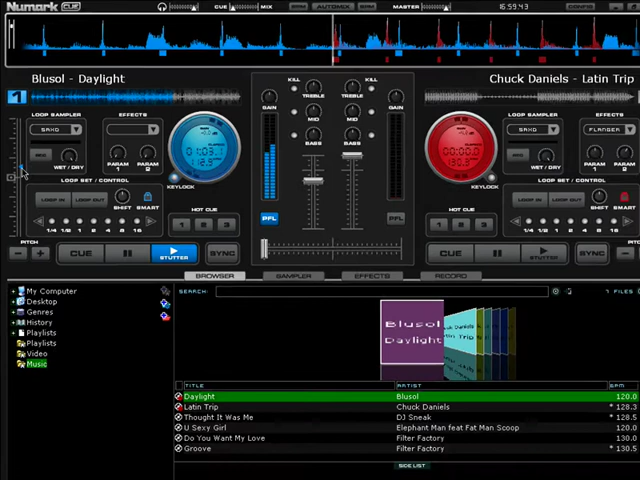 Numark CUE
CUE MIX
BPM AUTOMIX BPM
MASTER
16:59:43
CONFIG
Blusol - Daylight
Chuck Daniels - Latin Trip
1
LOOP SAMPLER
EFFECTS
WET / DRY
PARAM 1
PARAM 2
LOOP SET / CONTROL
LOOP IN
LOOP OUT
SHIFT
SMART
1/4 1/2 1 2 4 8 16
PITCH
KEYLOCK
HOT CUE
1 2 3
CUE
STUTTER
SYNC
KILL
KILL
GAIN
TREBLE
TREBLE
GAIN
MID
MID
BASS
BASS
PFL
PFL
GAIN
+0.0
KEYLOCK
LOOP SAMPLER
EFFECTS
FLANGER
WET / DRY
PARAM 1
LOOP SET / CONTROL
LOOP IN
LOOP OUT
SHIFT
SMART
1/4 1/2 1 2 4 8 16
HOT CUE
1 2 3
CUE
STUTTER
SYNC
PITCH
BROWSER
SAMPLER
EFFECTS
RECORD
SEARCH:
7 FILES
My Computer
Desktop
Genres
History
Playlists
Playlists
Video
Music
Blusol
Daylight
TITLE ARTIST BPM
Daylight Blusol 120.0
Latin Trip Chuck Daniels * 128.3
Thought It Was Me DJ Sneak * 128.5
U Sexy Girl Elephant Man feat Fat Man Scoop * 120.0
Do You Want My Love Filter Factory * 130.0
Groove Filter Factory * 130.5
SIDE LIST